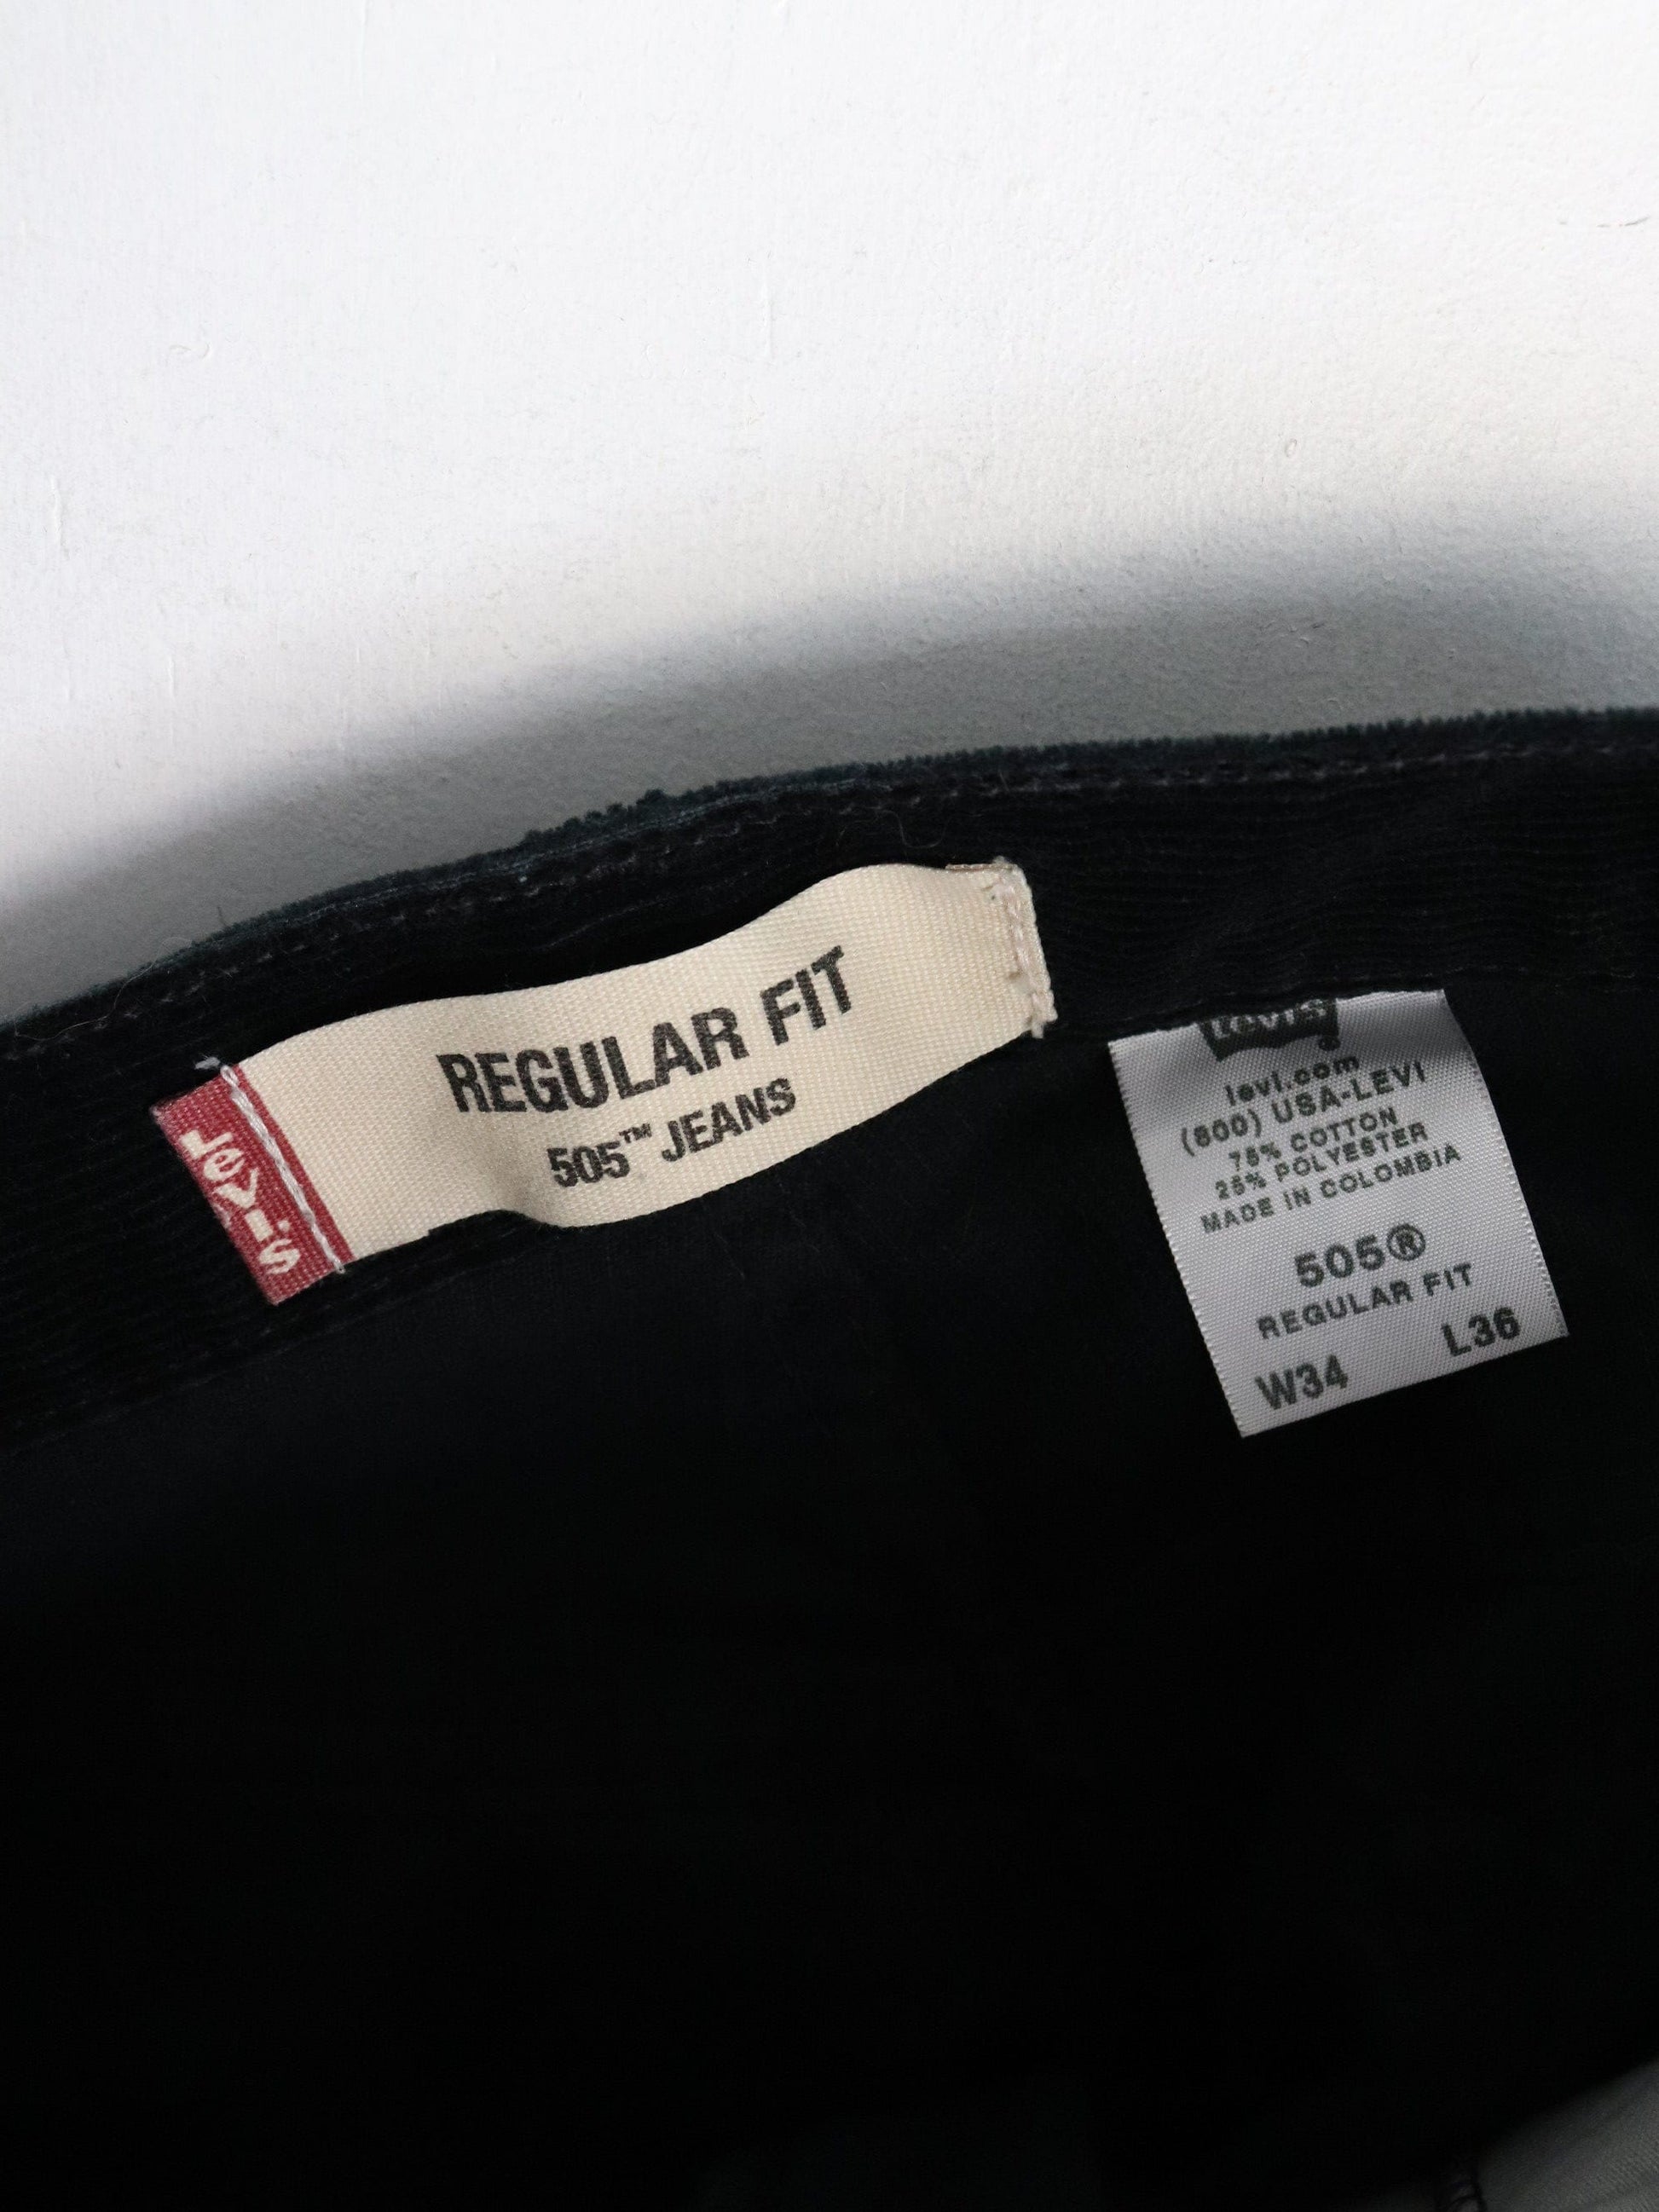 REGULAR FIT
505™ JEANS
Levi's
Levi's
levi.com
(800) USA-LEVI
75% COTTON
25% POLYESTER
MADE IN COLOMBIA
505®
REGULAR FIT
W34 L36